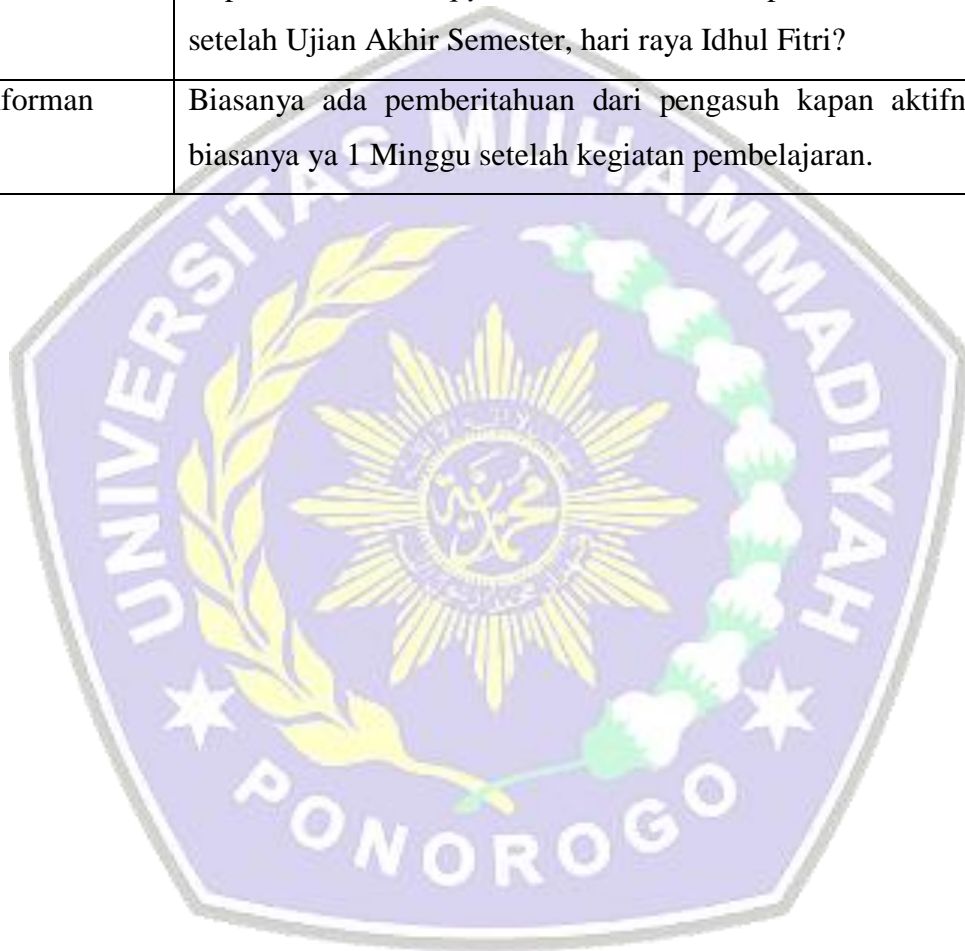 setelah Ujian Akhir Semester, hari raya Idhul Fitri?
forman
Biasanya ada pemberitahuan dari pengasuh kapan
biasanya ya 1 Minggu setelah kegiatan pembelajaran.
UNIVERSITAS MUHAMMADIYAH
PONOROGO